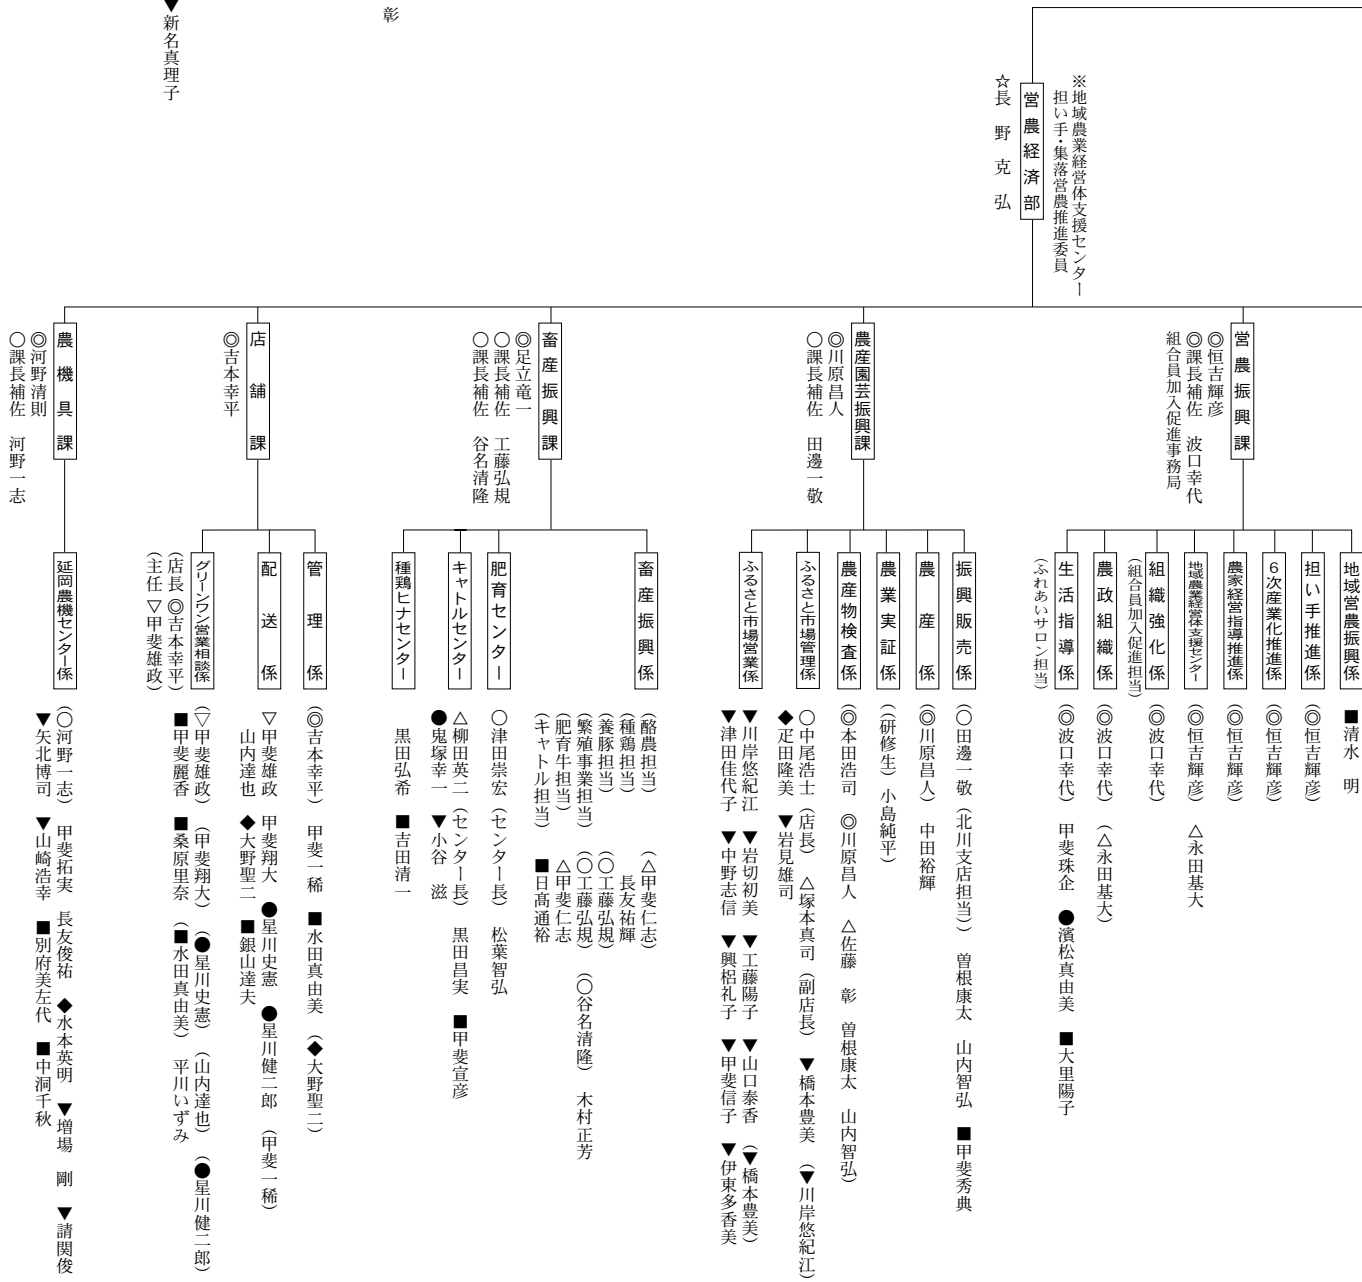 ※地域農業経営体支援センター
担い手・集落営農推進委員
営農経済部
☆長野克弘
営農振興課
◎恒吉輝彦
◎課長補佐　波口幸代
組合員加入促進事務局
地域営農振興係
■清水　明
担い手推進係
（◎恒吉輝彦）
６次産業化推進係
（◎恒吉輝彦）
農家経営指導推進係
（◎恒吉輝彦）
地域農業経営体支援センター
（◎恒吉輝彦）　△永田基大
組織強化係
（組合員加入促進担当）
（◎波口幸代）
農政組織係
（◎波口幸代）　（△永田基大）
生活指導係
（ふれあいサロン担当）
（◎波口幸代）　甲斐珠企　●濱松真由美　■大里陽子
農産園芸振興課
◎川原昌人
○課長補佐　田邊一敬
振興販売係
（○田邊一敬）（北川支店担当）　曽根康太　山内智弘　■甲斐秀典
農産係
（◎川原昌人）　中田裕輝
農業実証係
（研修生）小島純平
農産物検査係
（◎本田浩司　◎川原昌人　△佐藤　彰　曽根康太　山内智弘）
ふるさと市場管理係
○中尾浩士（店長）　△塚本真司（副店長）　▼橋本豊美　（▼川岸悠紀江）
◆疋田隆美　▼岩見雄司
ふるさと市場営業係
▼川岸悠紀江　▼岩切初美　▼工藤陽子　▼山口泰香　（▼橋本豊美）
▼津田佳代子　▼中野志信　▼興梠礼子　▼甲斐信子　▼伊東多香美
畜産振興課
◎足立竜一
○課長補佐　工藤弘規
○課長補佐　谷名清隆
畜産振興係
（酪農担当）　（△甲斐仁志）
（種鶏担当）　長友祐輝
（養豚担当）　（○工藤弘規）
（繁殖事業担当）　（○工藤弘規）　（○谷名清隆）　木村正芳
（肥育牛担当）　△甲斐仁志
（キャトル担当）　■日髙通裕
肥育センター
○津田崇宏（センター長）　松葉智弘
キャトルセンター
△柳田英二（センター長）　黒田昌実　■甲斐宣彦
●鬼塚幸一　▼小谷　滋
種鶏ヒナセンター
黒田弘希　■吉田清一
店舗課
◎吉本幸平
管理係
（◎吉本幸平）　甲斐一稀　■水田真由美　（◆大野聖二）
配送係
▽甲斐雄政　甲斐翔大　●星川史憲　●星川健二郎　（甲斐一稀）
山内達也　◆大野聖二　■銀山達夫
グリーンワン営業相談係
（店長　◎吉本幸平）
（主任　▽甲斐雄政）
（▽甲斐雄政）　（甲斐翔大）　（●星川史憲）　（山内達也）　（●星川健二郎）
■甲斐麗香　■桑原里奈　（■水田真由美）　平川いずみ
農機具課
◎河野清則
○課長補佐　河野一志
延岡農機センター係
（○河野一志）　甲斐拓実　長友俊祐　◆水本英明　▼増場　剛　▼請関俊
▼矢北博司　▼山崎浩幸　■別府美左代　■中洞千秋
彰
▼新名真理子